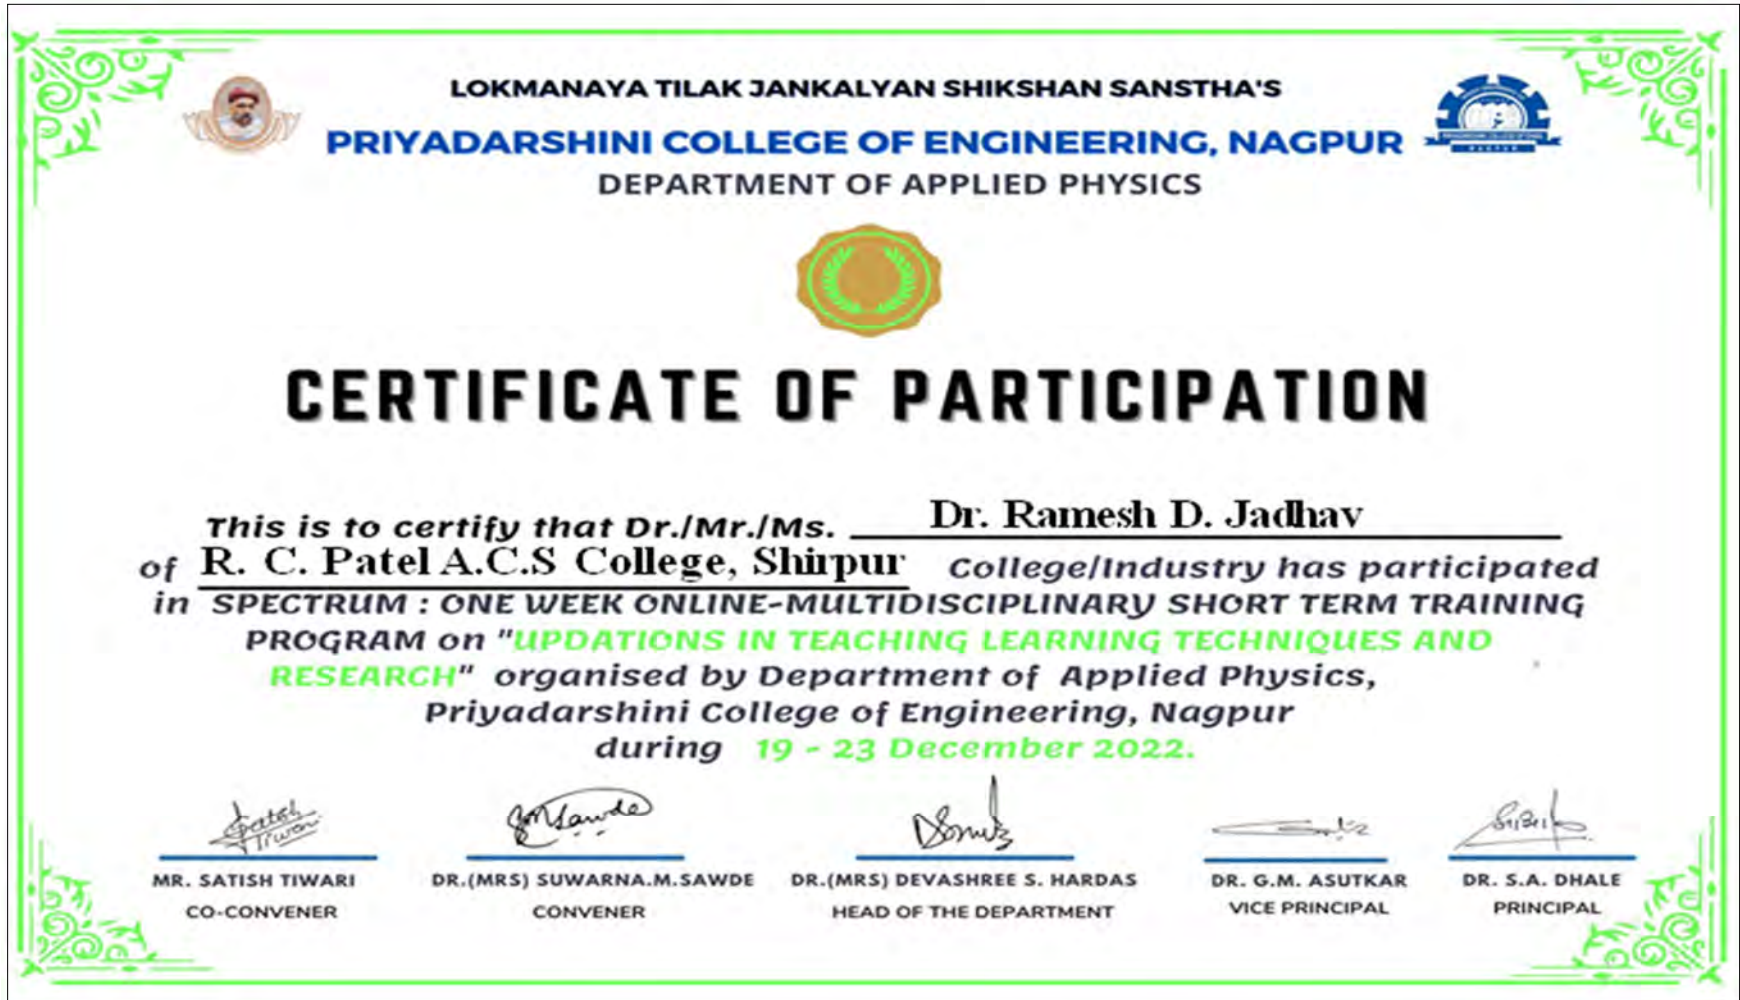 LOKMANAYA TILAK JANKALYAN SHIKSHAN SANSTHA'S
PRIYADARSHINI COLLEGE OF ENGINEERING, NAGPUR
DEPARTMENT OF APPLIED PHYSICS
NAGPUR
CERTIFICATE OF PARTICIPATION
This is to certify that Dr./Mr./Ms. Dr. Ramesh D. Jadhav
of R. C. Patel A.C.S College, Shirpur College/Industry has participated
in SPECTRUM : ONE WEEK ONLINE-MULTIDISCIPLINARY SHORT TERM TRAINING
PROGRAM on "UPDATIONS IN TEACHING LEARNING TECHNIQUES AND
RESEARCH" organised by Department of Applied Physics,
Priyadarshini College of Engineering, Nagpur
during 19 - 23 December 2022.
Satish Tiwari
SMSawde
MR. SATISH TIWARI DR.(MRS) SUWARNA.M.SAWDE DR.(MRS) DEVASHREE S. HARDAS DR. G.M. ASUTKAR DR. S.A. DHALE
CO-CONVENER CONVENER HEAD OF THE DEPARTMENT VICE PRINCIPAL PRINCIPAL